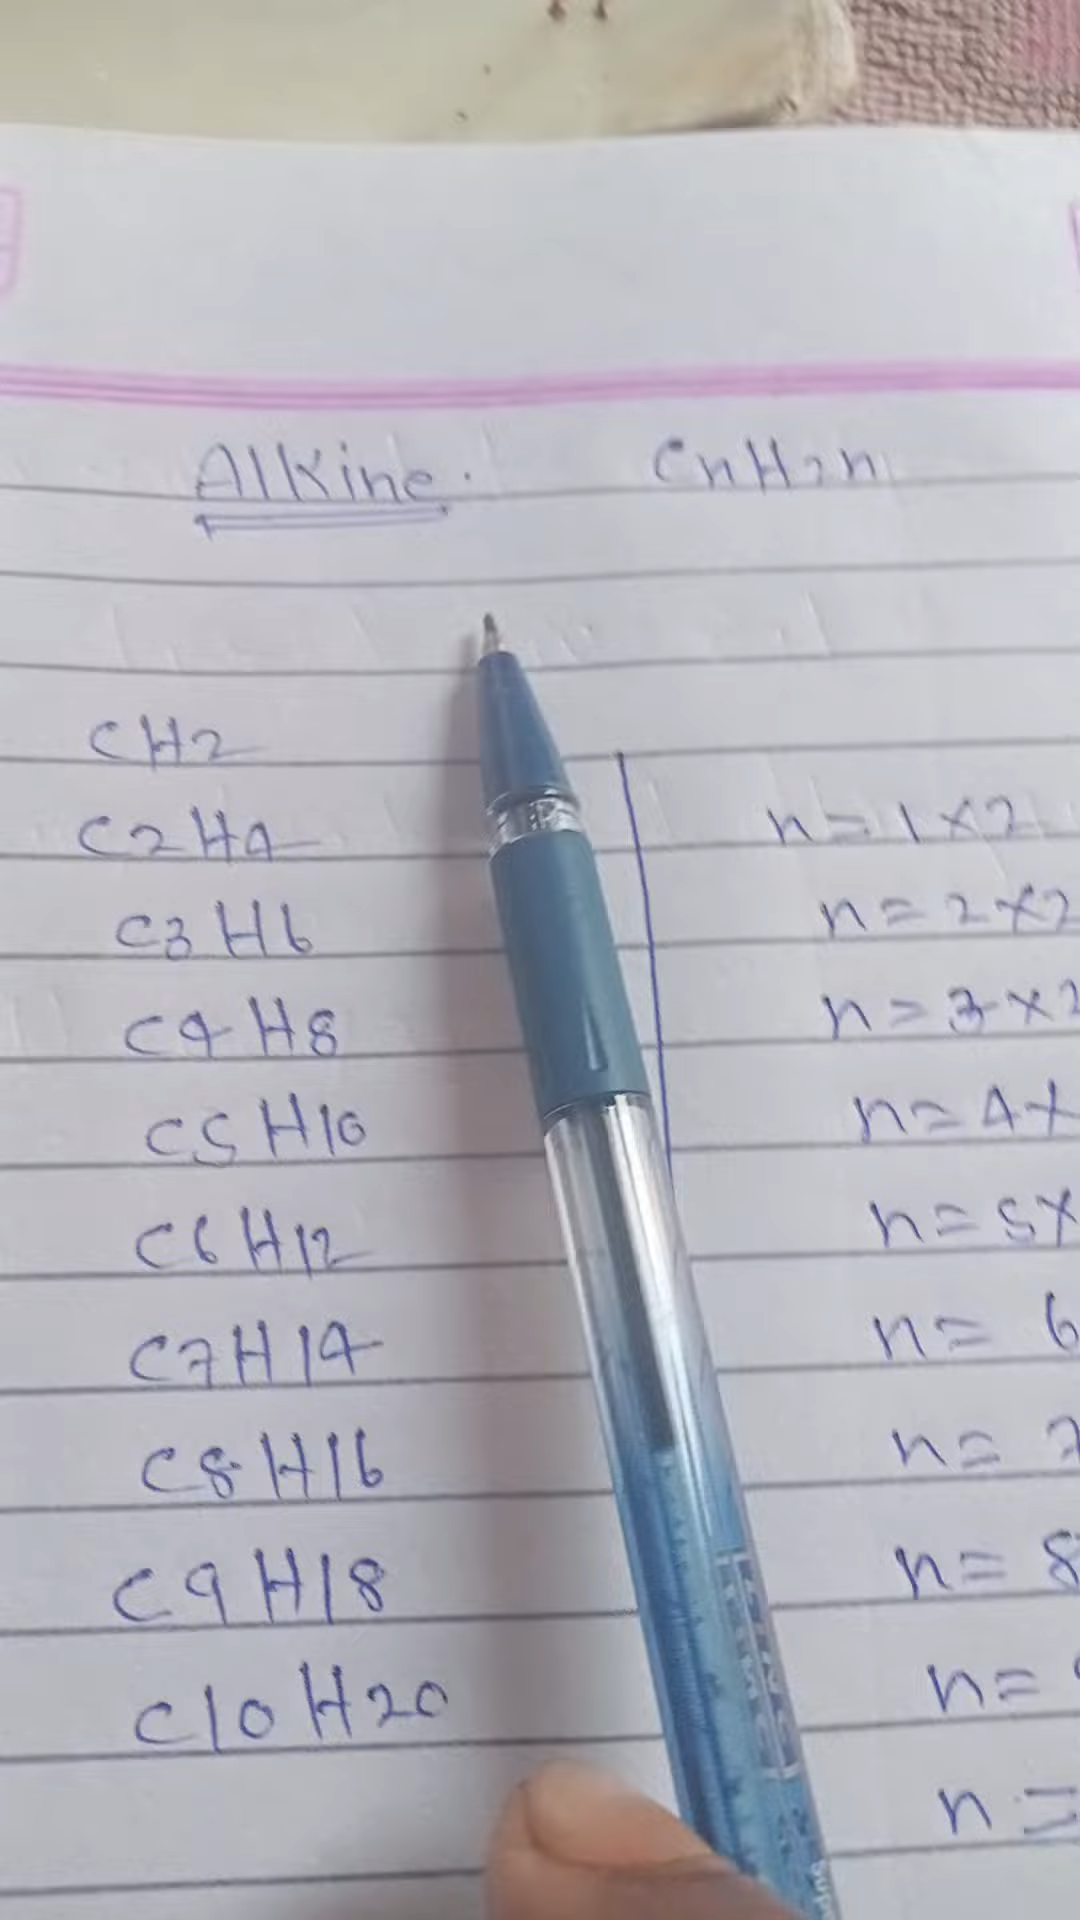 Alkine. CnH2n
CH2
C2H4 n=1×2
C3H6 n=2×2
C4H8 n=3×2
C5H10 n=4×
C6H12 n=5×
C7H14 n= 6
C8H16 n= 7
C9H18 n= 8
C10H20 n=
n=